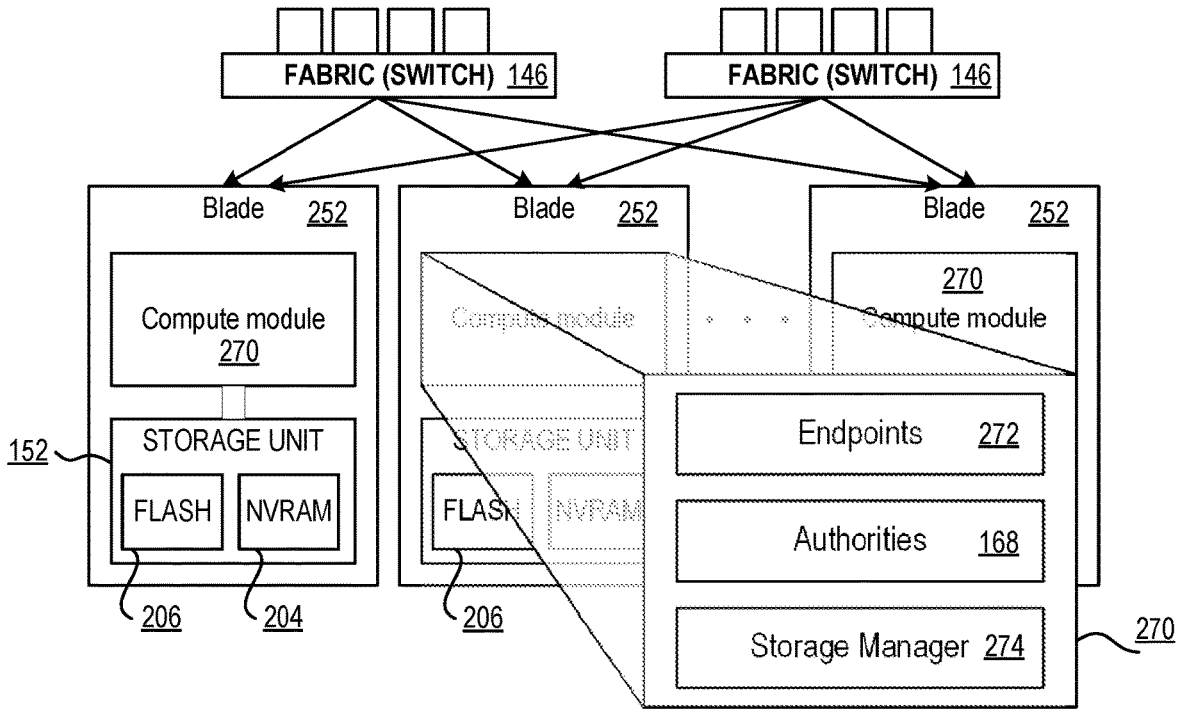 FABRIC (SWITCH) 146
FABRIC (SWITCH) 146
Blade 252
Blade 252
Blade 252
Compute module
270
Compute module
. . .
270
Compute module
152
STORAGE UNIT
FLASH
NVRAM
STORAGE UNIT
FLASH
NVRAM
Endpoints 272
Authorities 168
Storage Manager 274
206
204
206
270